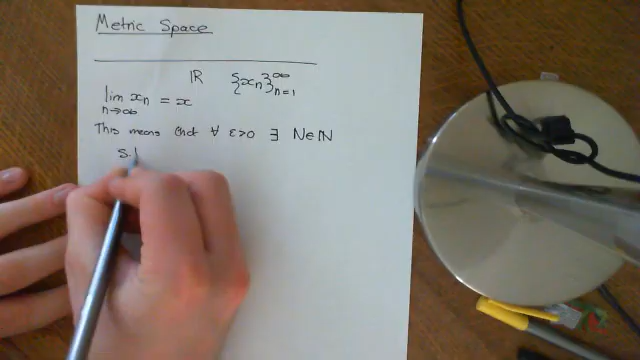 Metric Space
ℝ {xₙ}ₙ₌₁^∞
lim xₙ = x
n→∞
This means that ∀ ε>0 ∃ N∈ℕ
s.t